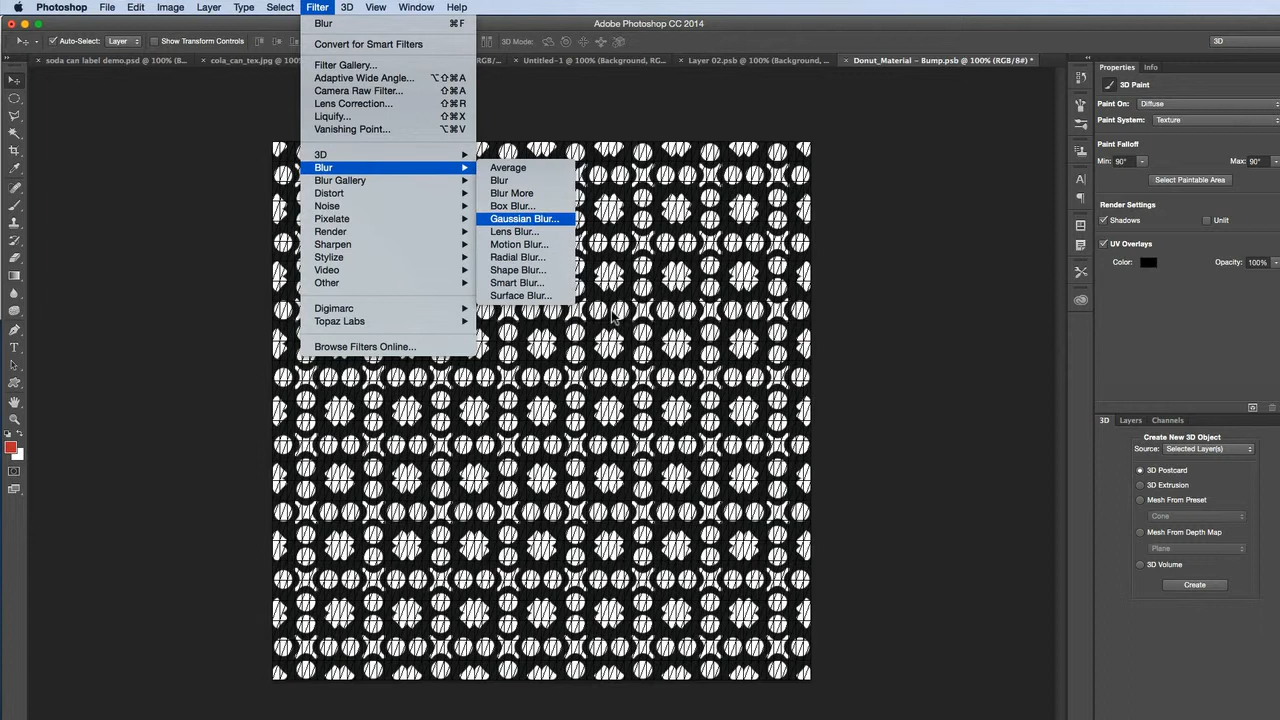 Photoshop File Edit Image Layer Type Select Filter 3D View Window Help
Adobe Photoshop CC 2014
Auto-Select: Layer Show Transform Controls 3D Mode: 3D
soda can label demo.psd @ 100% (B... cola_can_tex.jpg @ RGB/... Untitled-1 @ 100% (Background, RG... Layer 02.psb @ 100% (Background, ... Donut_Material – Bump.psb @ 100% (RGB/8#) *
Blur ⌘F
Convert for Smart Filters
Filter Gallery...
Adaptive Wide Angle... ⌥⇧⌘A
Camera Raw Filter... ⇧⌘A
Lens Correction... ⇧⌘R
Liquify... ⇧⌘X
Vanishing Point... ⌥⌘V
3D
Blur
Blur Gallery
Distort
Noise
Pixelate
Render
Sharpen
Stylize
Video
Other
Digimarc
Topaz Labs
Browse Filters Online...
Average
Blur
Blur More
Box Blur...
Gaussian Blur...
Lens Blur...
Motion Blur...
Radial Blur...
Shape Blur...
Smart Blur...
Surface Blur...
Properties Info
3D Paint
Paint On: Diffuse
Paint System: Texture
Paint Falloff
Min: 90° Max: 90°
Select Paintable Area
Render Settings
Shadows Unlit
UV Overlays
Color: Opacity: 100%
3D Layers Channels
Create New 3D Object
Source: Selected Layer(s)
3D Postcard
3D Extrusion
Mesh From Preset
Cone
Mesh From Depth Map
Plane
3D Volume
Create